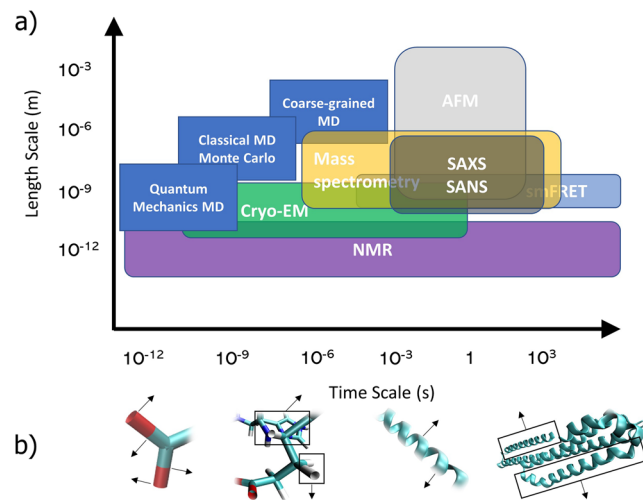 a)
Length Scale (m)
10⁻³
10⁻⁶
10⁻⁹
10⁻¹²
Coarse-grained
MD
AFM
Classical MD
Monte Carlo
Mass
spectrometry
SAXS
SANS
Quantum
Mechanics MD
smFRET
Cryo-EM
NMR
10⁻¹²
10⁻⁹
10⁻⁶
10⁻³
1
10³
Time Scale (s)
b)